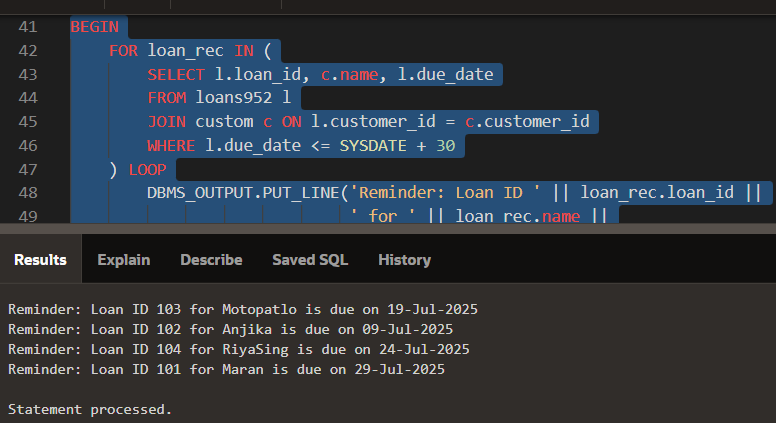 41 BEGIN
42 FOR loan_rec IN (
43 SELECT l.loan_id, c.name, l.due_date
44 FROM loans952 l
45 JOIN custom c ON l.customer_id = c.customer_id
46 WHERE l.due_date <= SYSDATE + 30
47 ) LOOP
48 DBMS_OUTPUT.PUT_LINE('Reminder: Loan ID ' || loan_rec.loan_id ||
49 ' for ' || loan_rec.name ||
Results Explain Describe Saved SQL History
Reminder: Loan ID 103 for Motopatlo is due on 19-Jul-2025
Reminder: Loan ID 102 for Anjika is due on 09-Jul-2025
Reminder: Loan ID 104 for RiyaSing is due on 24-Jul-2025
Reminder: Loan ID 101 for Maran is due on 29-Jul-2025
Statement processed.